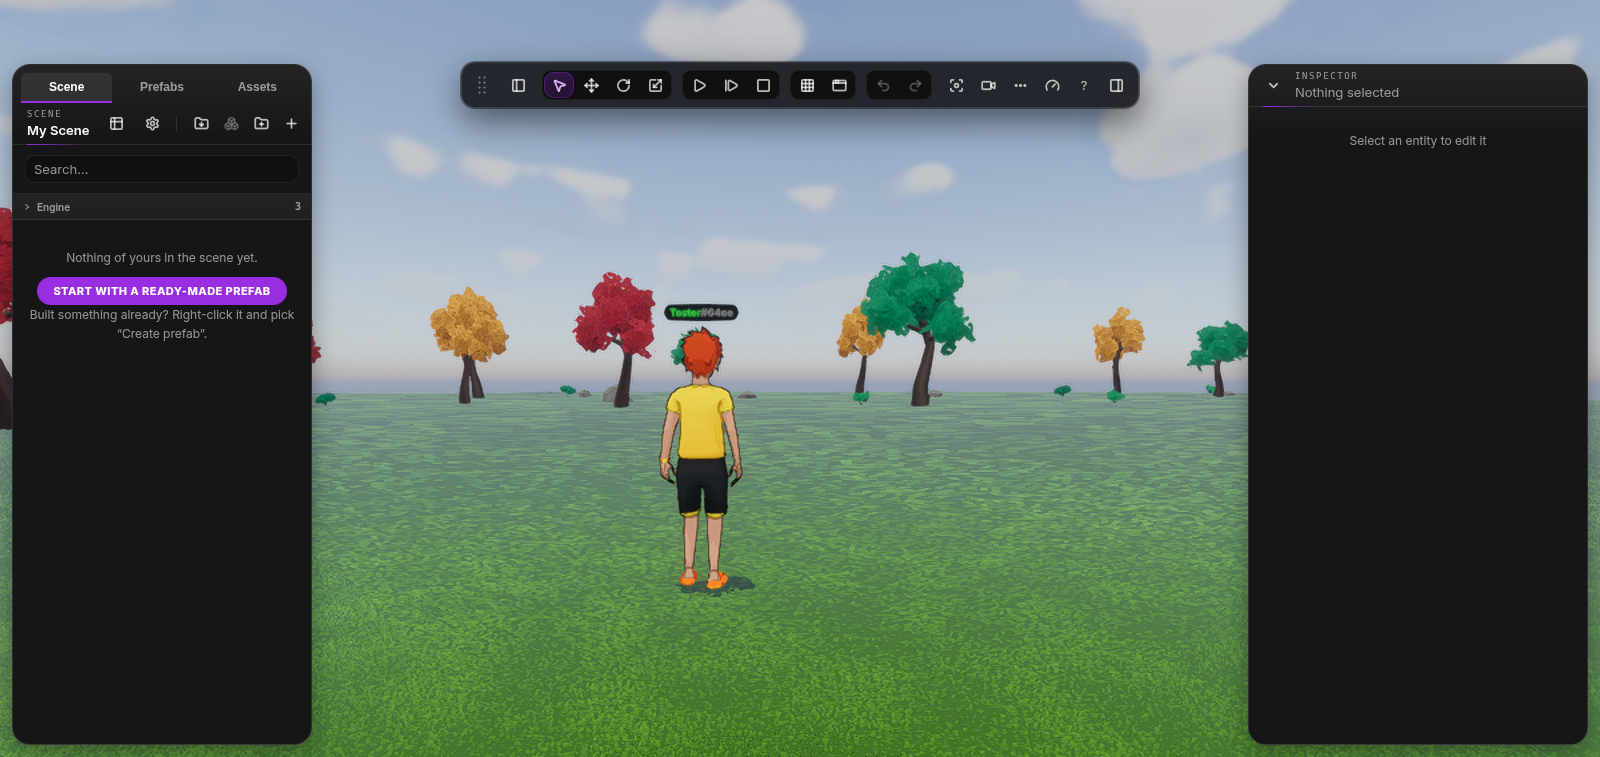 Scene
Prefabs
Assets
SCENE
My Scene
Search...
Engine
3
Nothing of yours in the scene yet.
START WITH A READY-MADE PREFAB
Built something already? Right-click it and pick
“Create prefab”.
Tester#64ee
?
INSPECTOR
Nothing selected
Select an entity to edit it